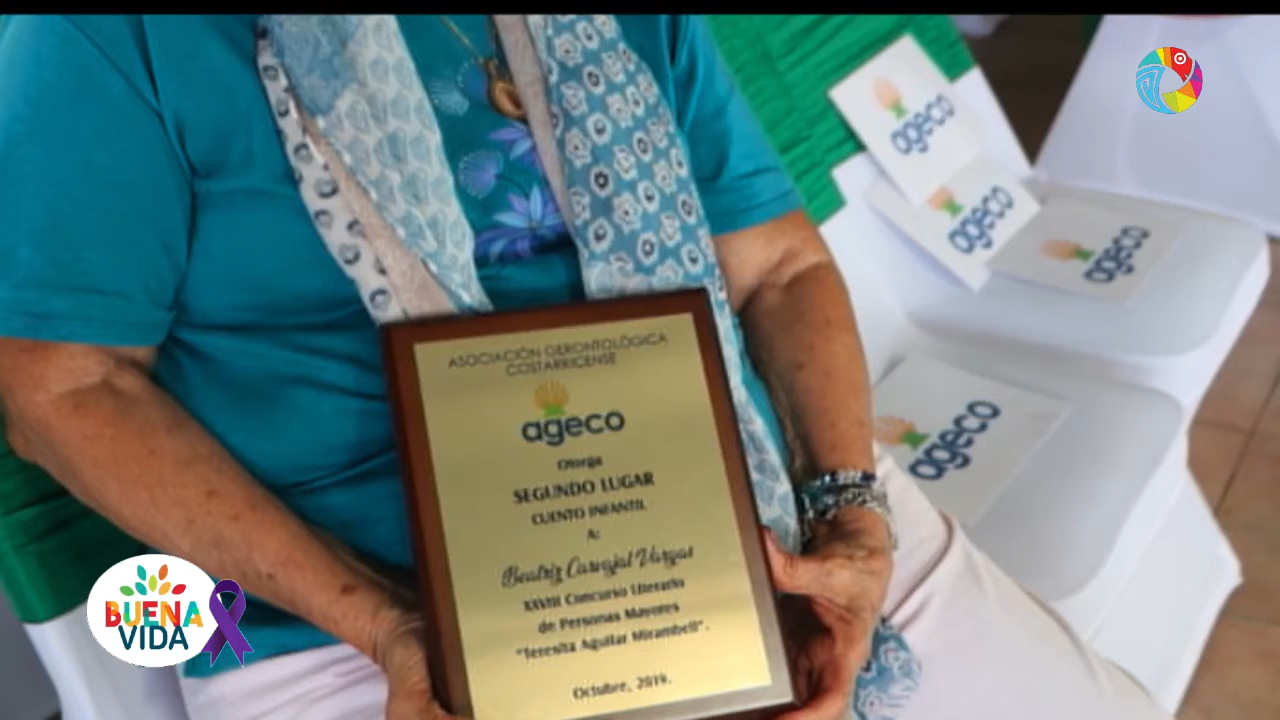 ageco
ageco
ageco
ageco
ASOCIACIÓN GERONTOLÓGICA
COSTARRICENSE
ageco
Otorga
SEGUNDO LUGAR
CUENTO INFANTIL
A:
Beatriz Carvajal Vargas
XXVIII Concurso Literario
de Personas Mayores
"Teresita Aguilar Mirambell".
Octubre, 2019.
BUENA
VIDA